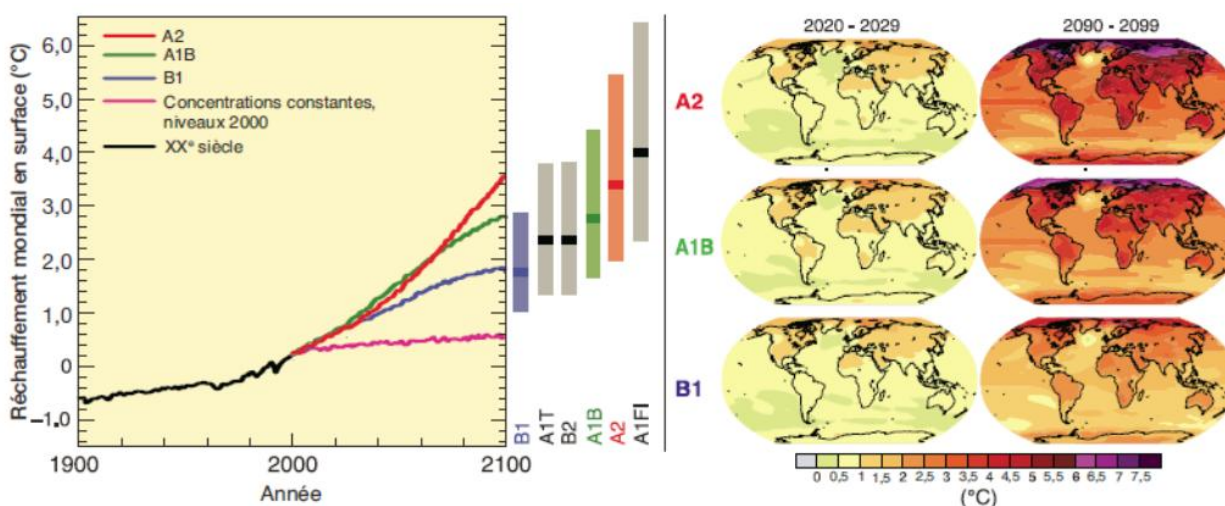 Réchauffement mondial en surface (°C)
6,0
5,0
4,0
3,0
2,0
1,0
0
–1,0
A2
A1B
B1
Concentrations constantes,
niveaux 2000
XXe siècle
1900
2000
2100
Année
B1
A1T
B2
A1B
A2
A1FI
2020 - 2029
2090 - 2099
A2
A1B
B1
0 0,5 1 1,5 2 2,5 3 3,5 4 4,5 5 5,5 6 6,5 7 7,5
(°C)